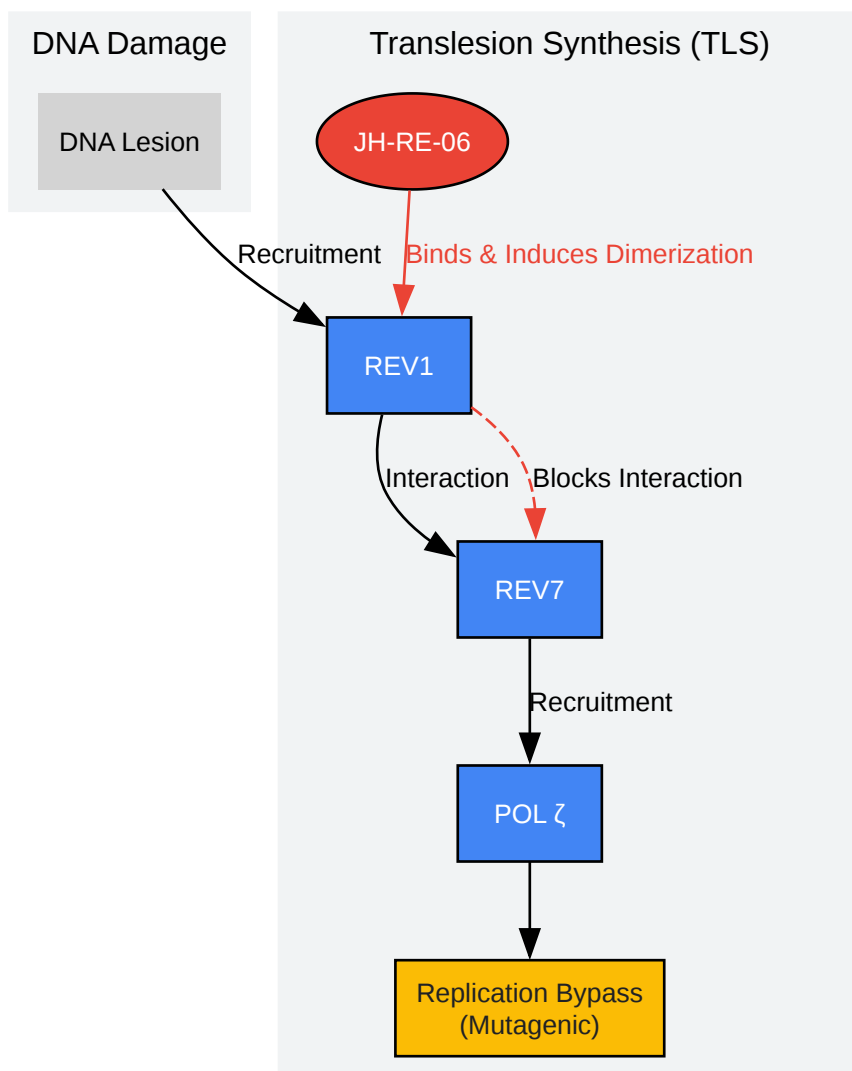 DNA Damage
Translesion Synthesis (TLS)
DNA Lesion
JH-RE-06
Recruitment
Binds & Induces Dimerization
REV1
Interaction
Blocks Interaction
REV7
Recruitment
POL ζ
Replication Bypass
(Mutagenic)